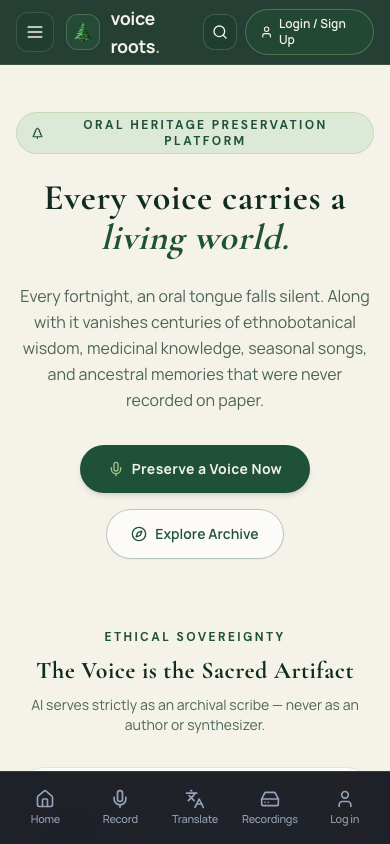 voice
roots.
Login / Sign
Up
ORAL HERITAGE PRESERVATION
PLATFORM
Every voice carries a
living world.
Every fortnight, an oral tongue falls silent. Along
with it vanishes centuries of ethnobotanical
wisdom, medicinal knowledge, seasonal songs,
and ancestral memories that were never
recorded on paper.
Preserve a Voice Now
Explore Archive
ETHICAL SOVEREIGNTY
The Voice is the Sacred Artifact
AI serves strictly as an archival scribe — never as an
author or synthesizer.
Home
Record
Translate
Recordings
Log in